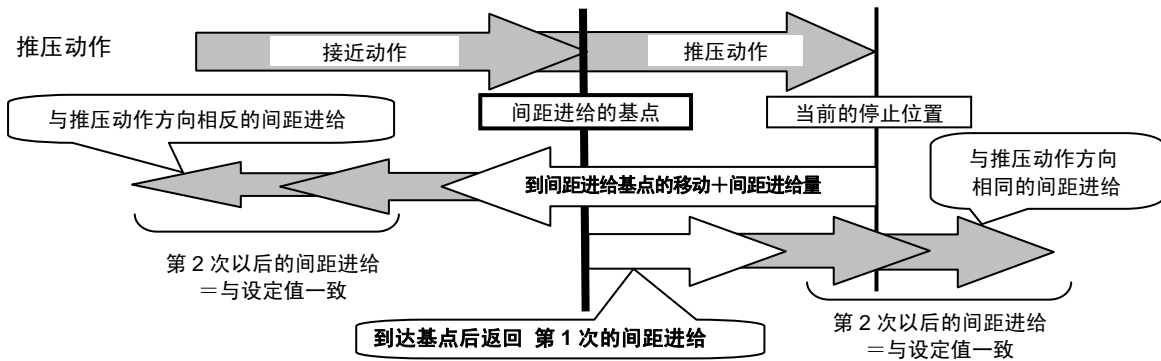 推压动作
接近动作
推压动作
间距进给的基点
当前的停止位置
与推压动作方向相反的间距进给
与推压动作方向
相同的间距进给
到间距进给基点的移动＋间距进给量
第 2 次以后的间距进给
＝与设定值一致
到达基点后返回 第 1 次的间距进给
第 2 次以后的间距进给
＝与设定值一致